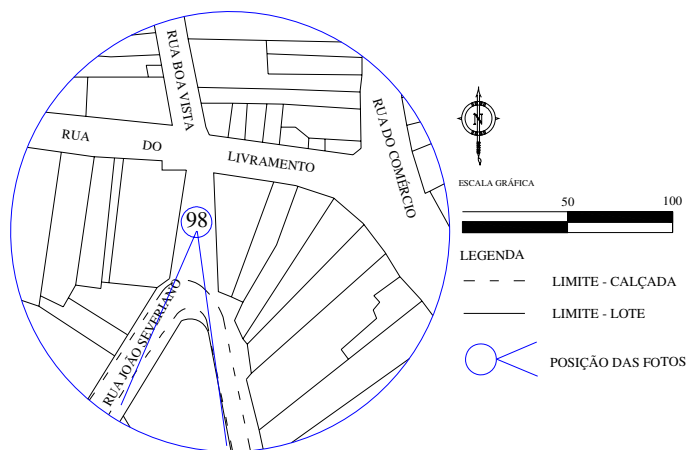 RUA BOA VISTA
RUA DO LIVRAMENTO
RUA DO COMÉRCIO
98
RUA JOÃO SEVERIANO
N
ESCALA GRÁFICA
50 100
LEGENDA
LIMITE - CALÇADA
LIMITE - LOTE
POSIÇÃO DAS FOTOS